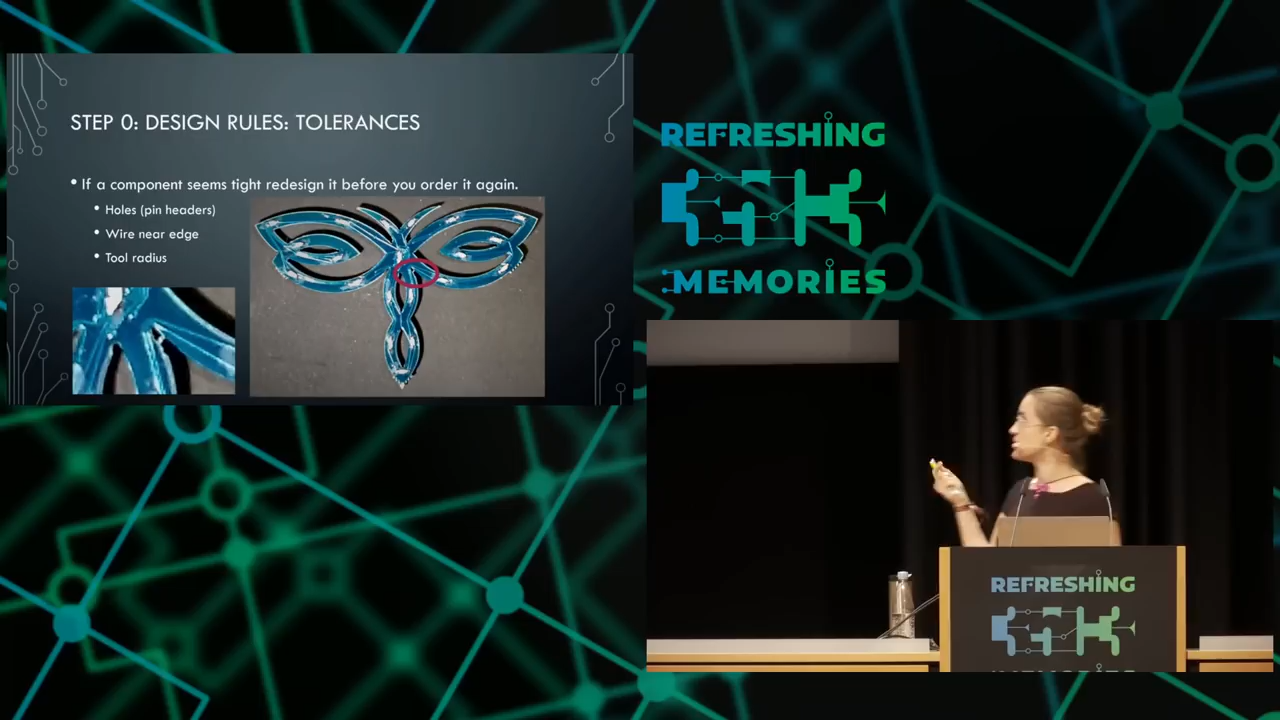 STEP 0: DESIGN RULES: TOLERANCES
• If a component seems tight redesign it before you order it again.
• Holes (pin headers)
• Wire near edge
• Tool radius
REFRESHING
MEMORIES
REFRESHING